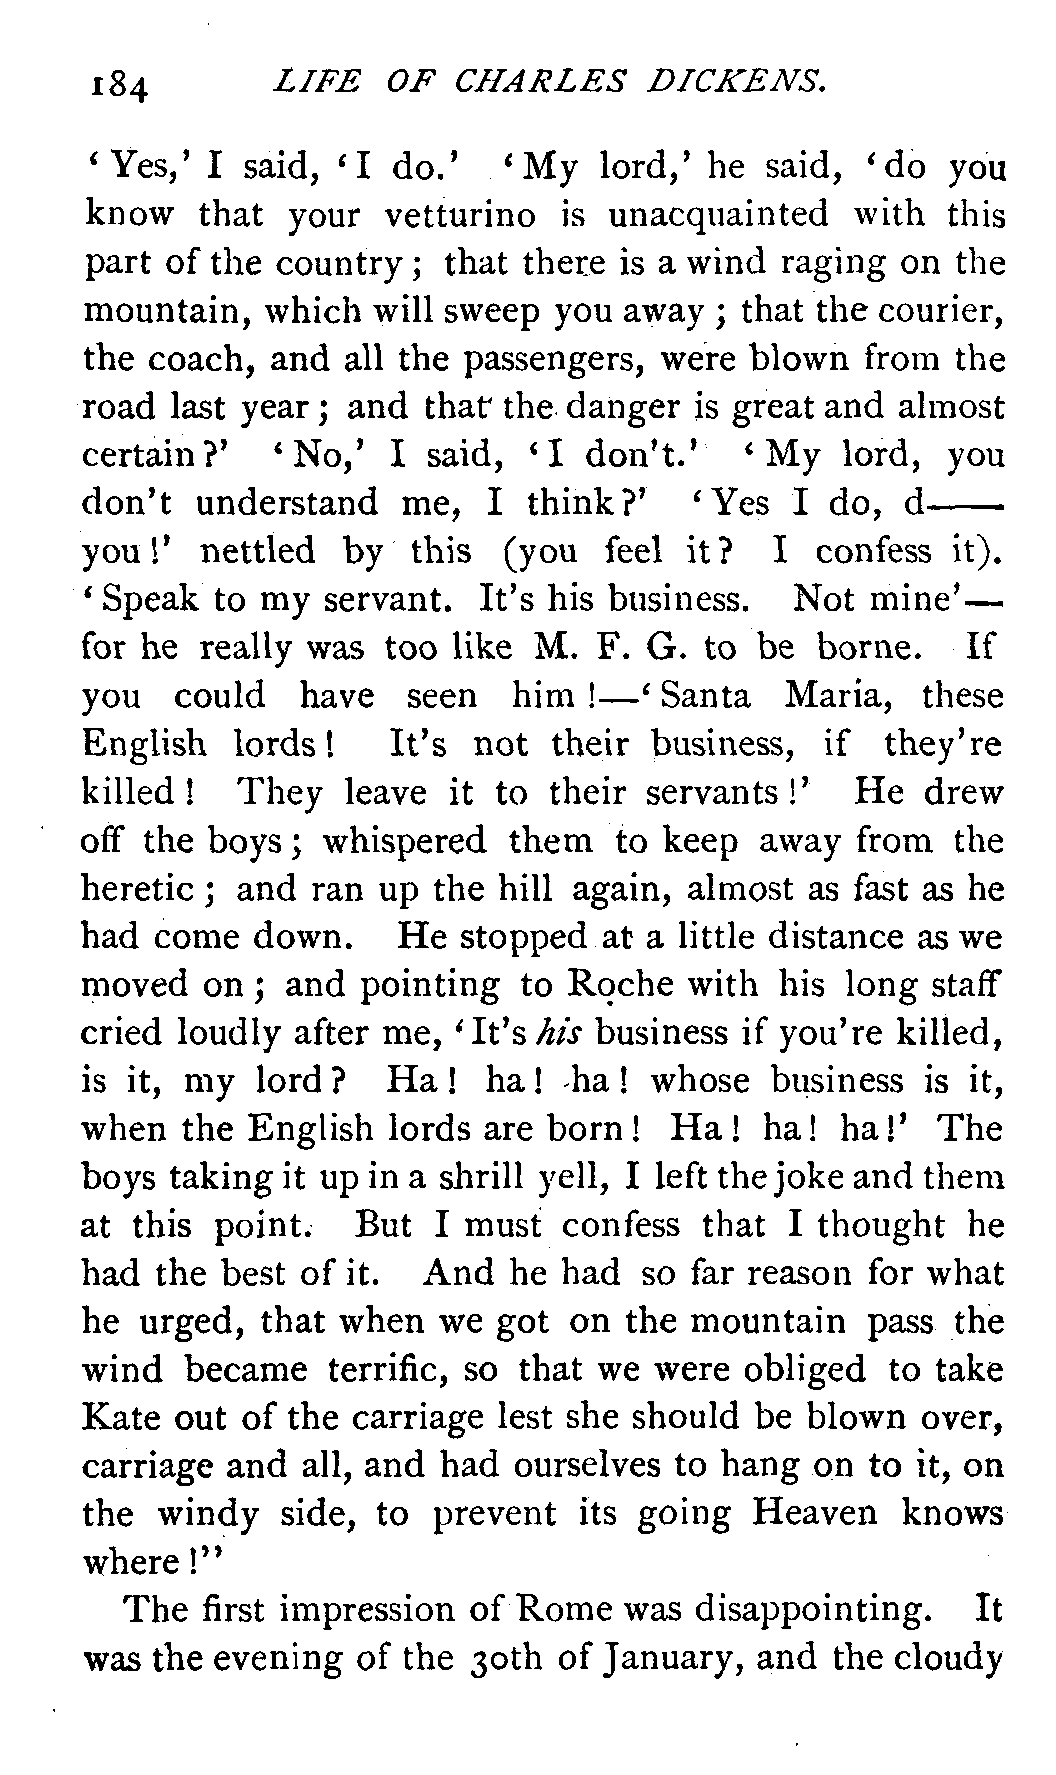 184 LIFE OF CHARLES DICKENS.
‘Yes,’ I said, ‘I do.’ ‘My lord,’ he said, ‘do you
know that your vetturino is unacquainted with this
part of the country; that there is a wind raging on the
mountain, which will sweep you away; that the courier,
the coach, and all the passengers, were blown from the
road last year; and that the danger is great and almost
certain?’ ‘No,’ I said, ‘I don't.’ ‘My lord, you
don't understand me, I think?’ ‘Yes I do, d——
you!’ nettled by this (you feel it? I confess it).
‘Speak to my servant. It's his business. Not mine’—
for he really was too like M. F. G. to be borne. If
you could have seen him!—‘Santa Maria, these
English lords! It's not their business, if they're
killed! They leave it to their servants!’ He drew
off the boys; whispered them to keep away from the
heretic; and ran up the hill again, almost as fast as he
had come down. He stopped at a little distance as we
moved on; and pointing to Roche with his long staff
cried loudly after me, ‘It's his business if you're killed,
is it, my lord? Ha! ha! ha! whose business is it,
when the English lords are born! Ha! ha! ha!’ The
boys taking it up in a shrill yell, I left the joke and them
at this point. But I must confess that I thought he
had the best of it. And he had so far reason for what
he urged, that when we got on the mountain pass the
wind became terrific, so that we were obliged to take
Kate out of the carriage lest she should be blown over,
carriage and all, and had ourselves to hang on to it, on
the windy side, to prevent its going Heaven knows
where!”
The first impression of Rome was disappointing. It
was the evening of the 30th of January, and the cloudy